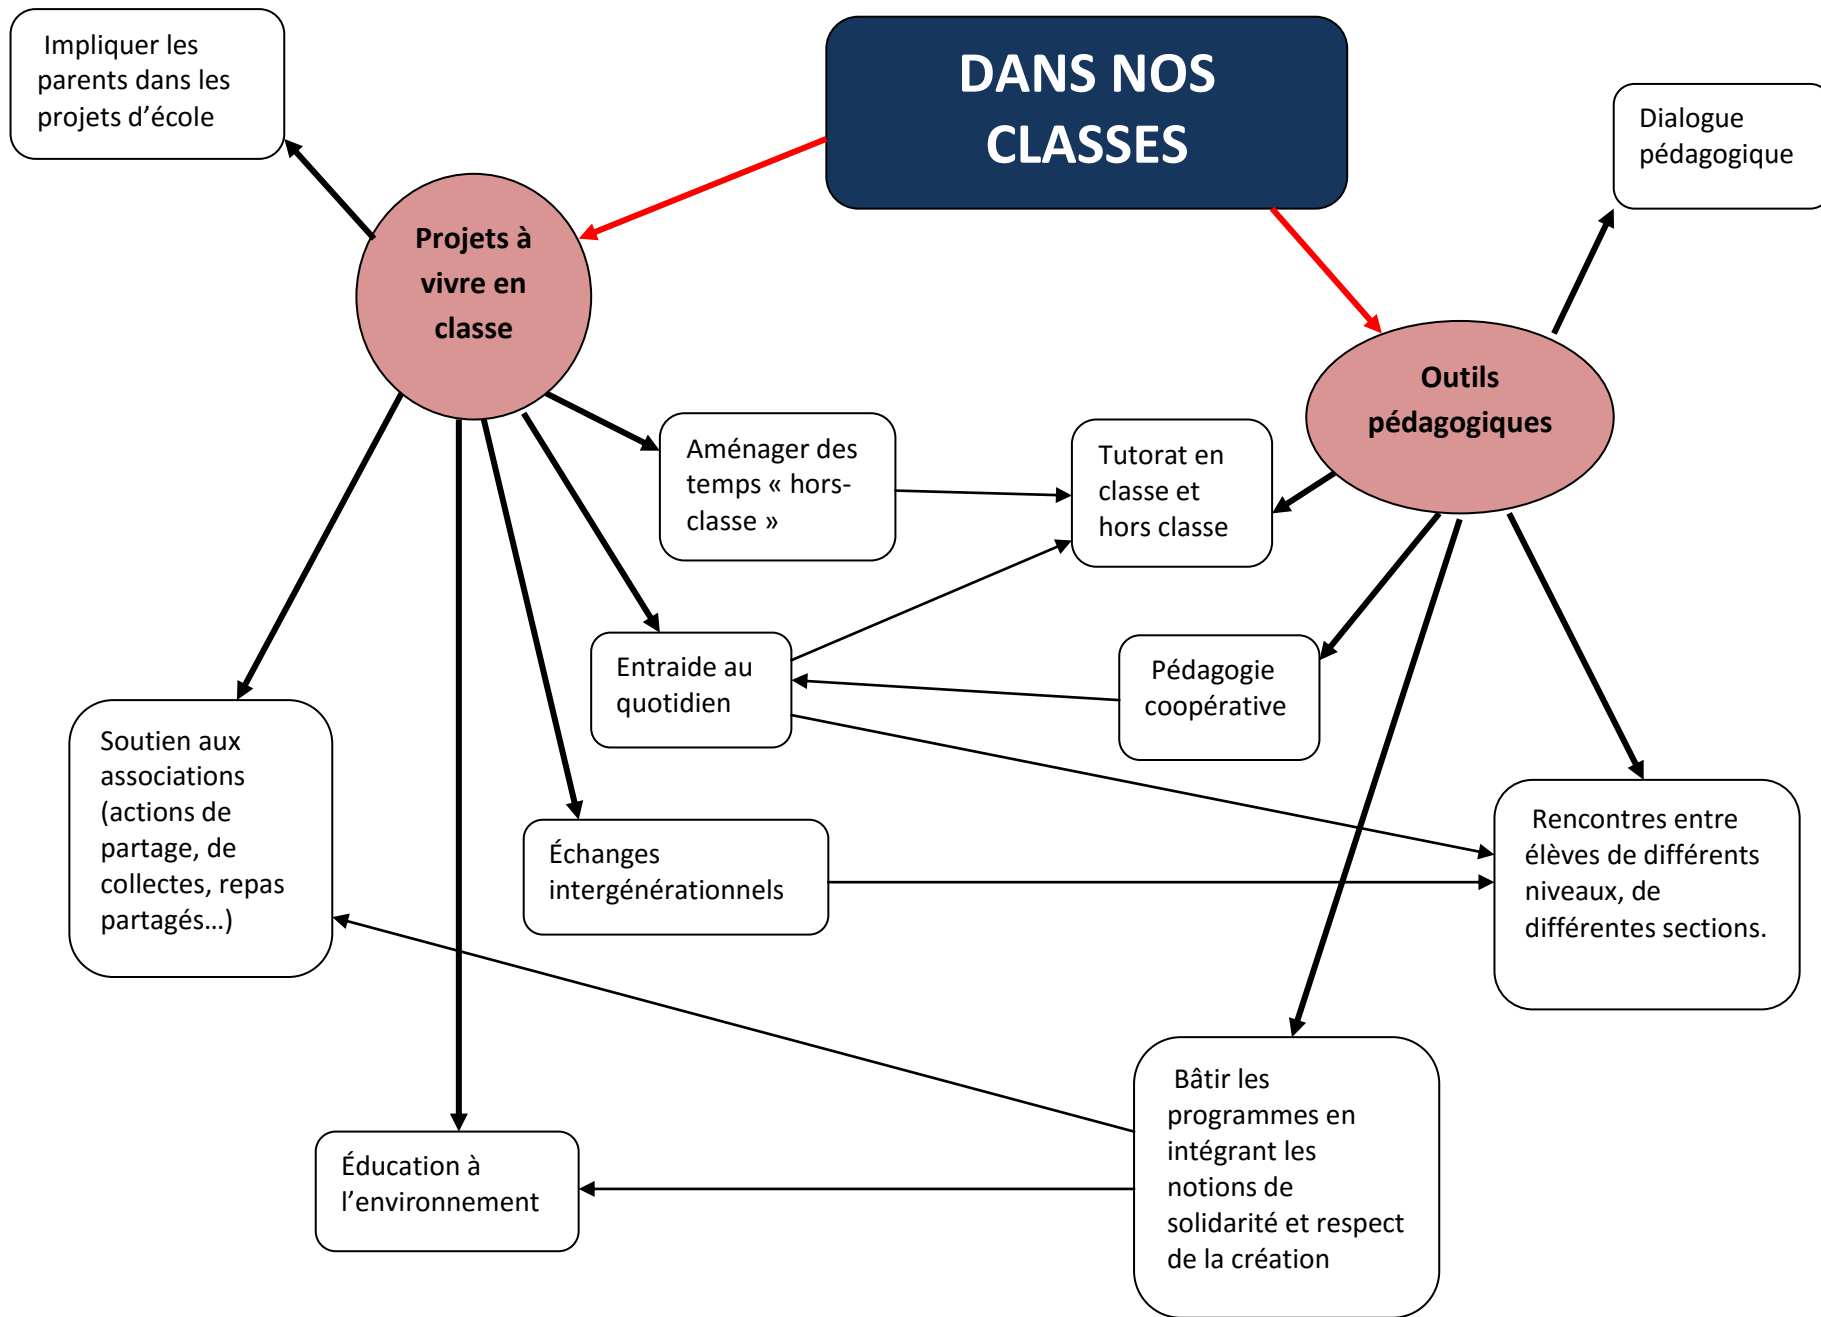 Impliquer les
parents dans les
projets d’école
DANS NOS
CLASSES
Dialogue
pédagogique
Projets à
vivre en
classe
Outils
pédagogiques
Aménager des
temps « hors-
classe »
Tutorat en
classe et
hors classe
Entraide au
quotidien
Pédagogie
coopérative
Soutien aux
associations
(actions de
partage, de
collectes, repas
partagés…)
Échanges
intergénérationnels
Rencontres entre
élèves de différents
niveaux, de
différentes sections.
Éducation à
l’environnement
Bâtir les
programmes en
intégrant les
notions de
solidarité et respect
de la création